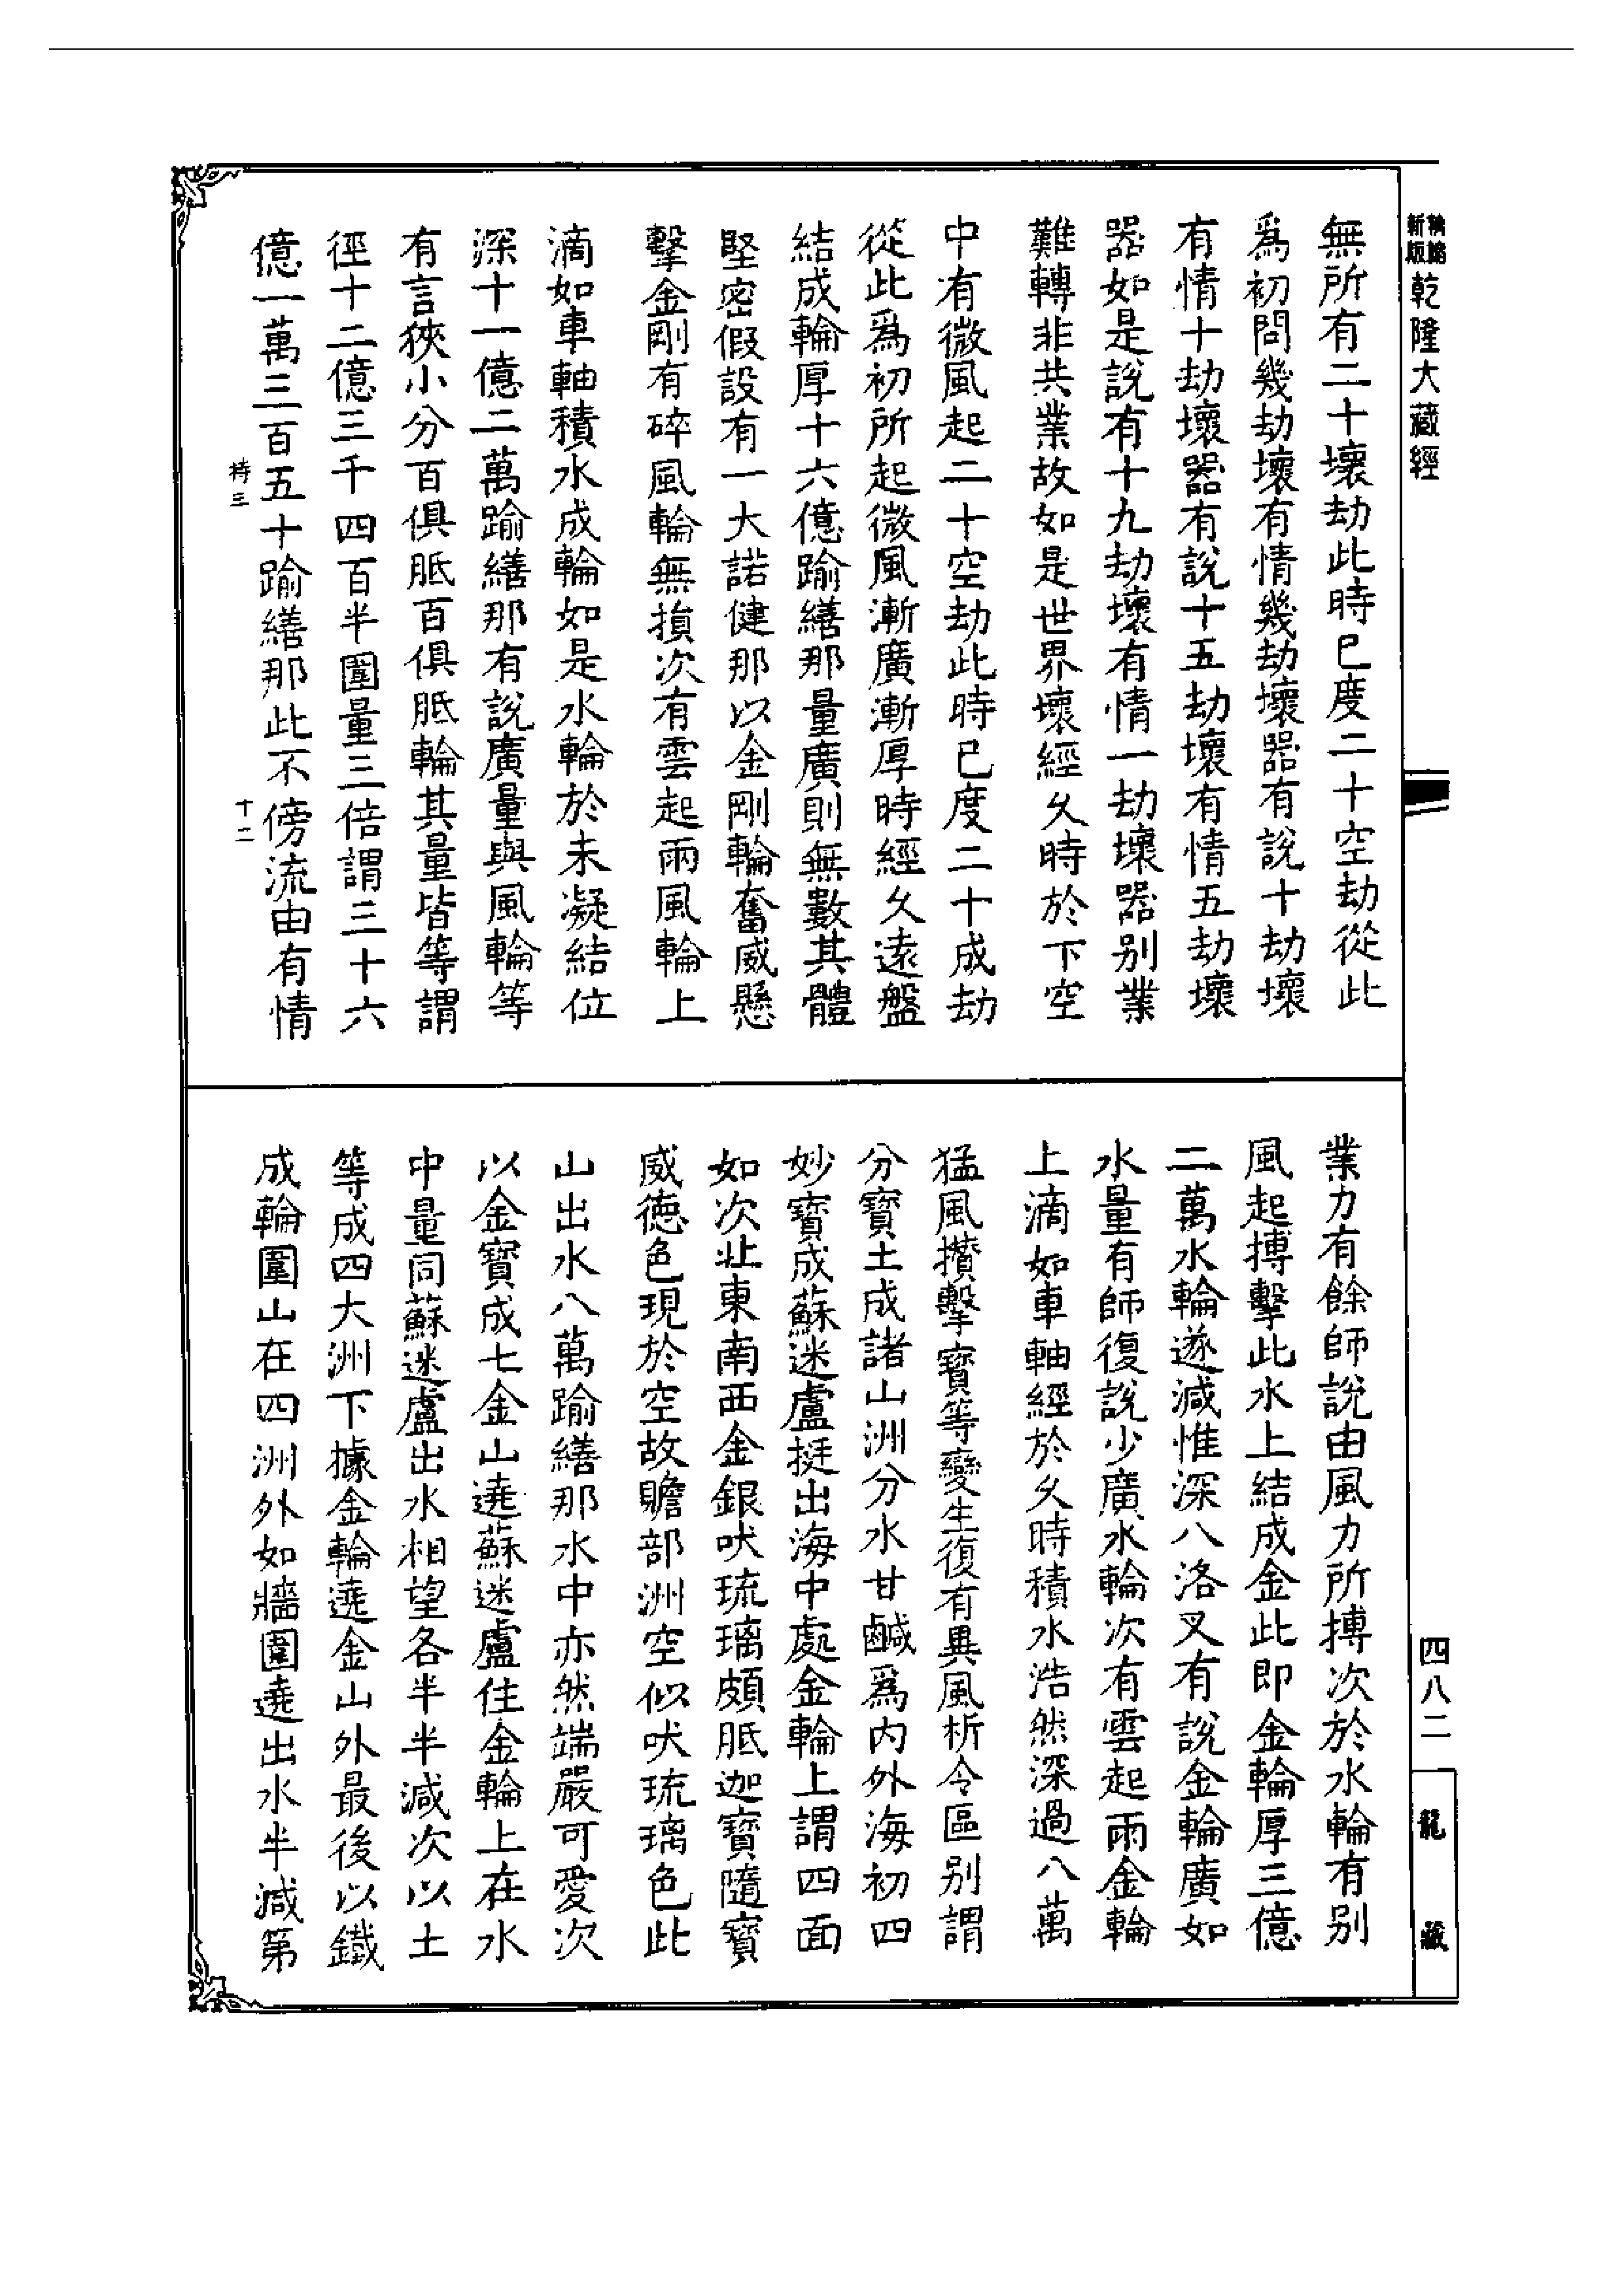 新版
乾隆大藏經
無所有二十壞劫此時已度二十空劫從此
爲初問幾劫壞有情幾劫壞器有說十劫壞
有情十劫壞器有說十五劫壞有情五劫壞
器如是說有十九劫壞有情一劫壞器別業
難轉非共業故如是世界壞經久時於下空
中有微風起二十空劫此時已度二十成劫
從此爲初所起微風漸廣漸厚時經久遠盤
結成輪厚十六億踰繕那量廣則無數其體
堅密假設有一大諾健那以金剛輪奮威懸
擊金剛有碎風輪無損次有雲起雨風輪上
滴如車軸積水成輪如是水輪於未凝結位
深十一億二萬踰繕那有說廣量與風輪等
有言狹小分百俱胝百俱胝輪其量皆等謂
徑十二億三千四百半圍量三倍謂三十六
億一萬三百五十踰繕那此不傍流由有情
持三
十二
業力有餘師說由風力所搏次於水輪有別
風起搏擊此水上結成金此即金輪厚三億
二萬水輪遂減惟深八洛叉有說金輪廣如
水量有師復說少廣水輪次有雲起雨金輪
上滴如車軸經於久時積水浩然深過八萬
猛風攢擊寶等變生復有異風析令區別謂
分寶土成諸山洲分水甘鹹爲內外海初四
妙寶成蘇迷盧挺出海中處金輪上謂四面
如次北東南西金銀吠琉璃頗胝迦寶隨寶
威德色現於空故贍部洲空似吠琉璃色此
山出水八萬踰繕那水中亦然端嚴可愛次
以金寶成七金山遶蘇迷盧住金輪上在水
中量同蘇迷盧出水相望各半半減次以土
等成四大洲下據金輪遶金山外最後以鐵
成輪圍山在四洲外如牆圍遶出水半減第
四八二
龍藏